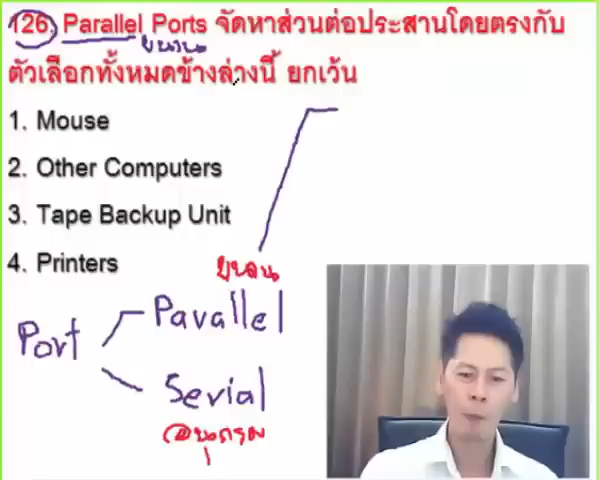 126. Parallel Ports จัดหาส่วนต่อประสานโดยตรงกับ
ขนาน
ตัวเลือกทั้งหมดข้างล่างนี้ ยกเว้น
1. Mouse
2. Other Computers
3. Tape Backup Unit
4. Printers
ขนาน
Port
Parallel
Serial
อนุกรม